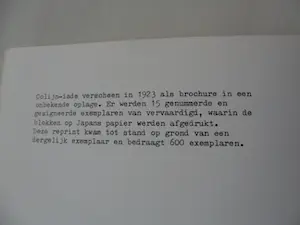 Colijn-iade verscheen in 1923 als brochure in een
onbekende oplage. Er werden 15 genummerde en
gesigneerde exemplaren van vervaardigd, waarin de
blokken op Japans papier werden afgedrukt.
Deze reprint kwam tot stand op grond van een
dergelijk exemplaar en bedraagt 600 exemplaren.